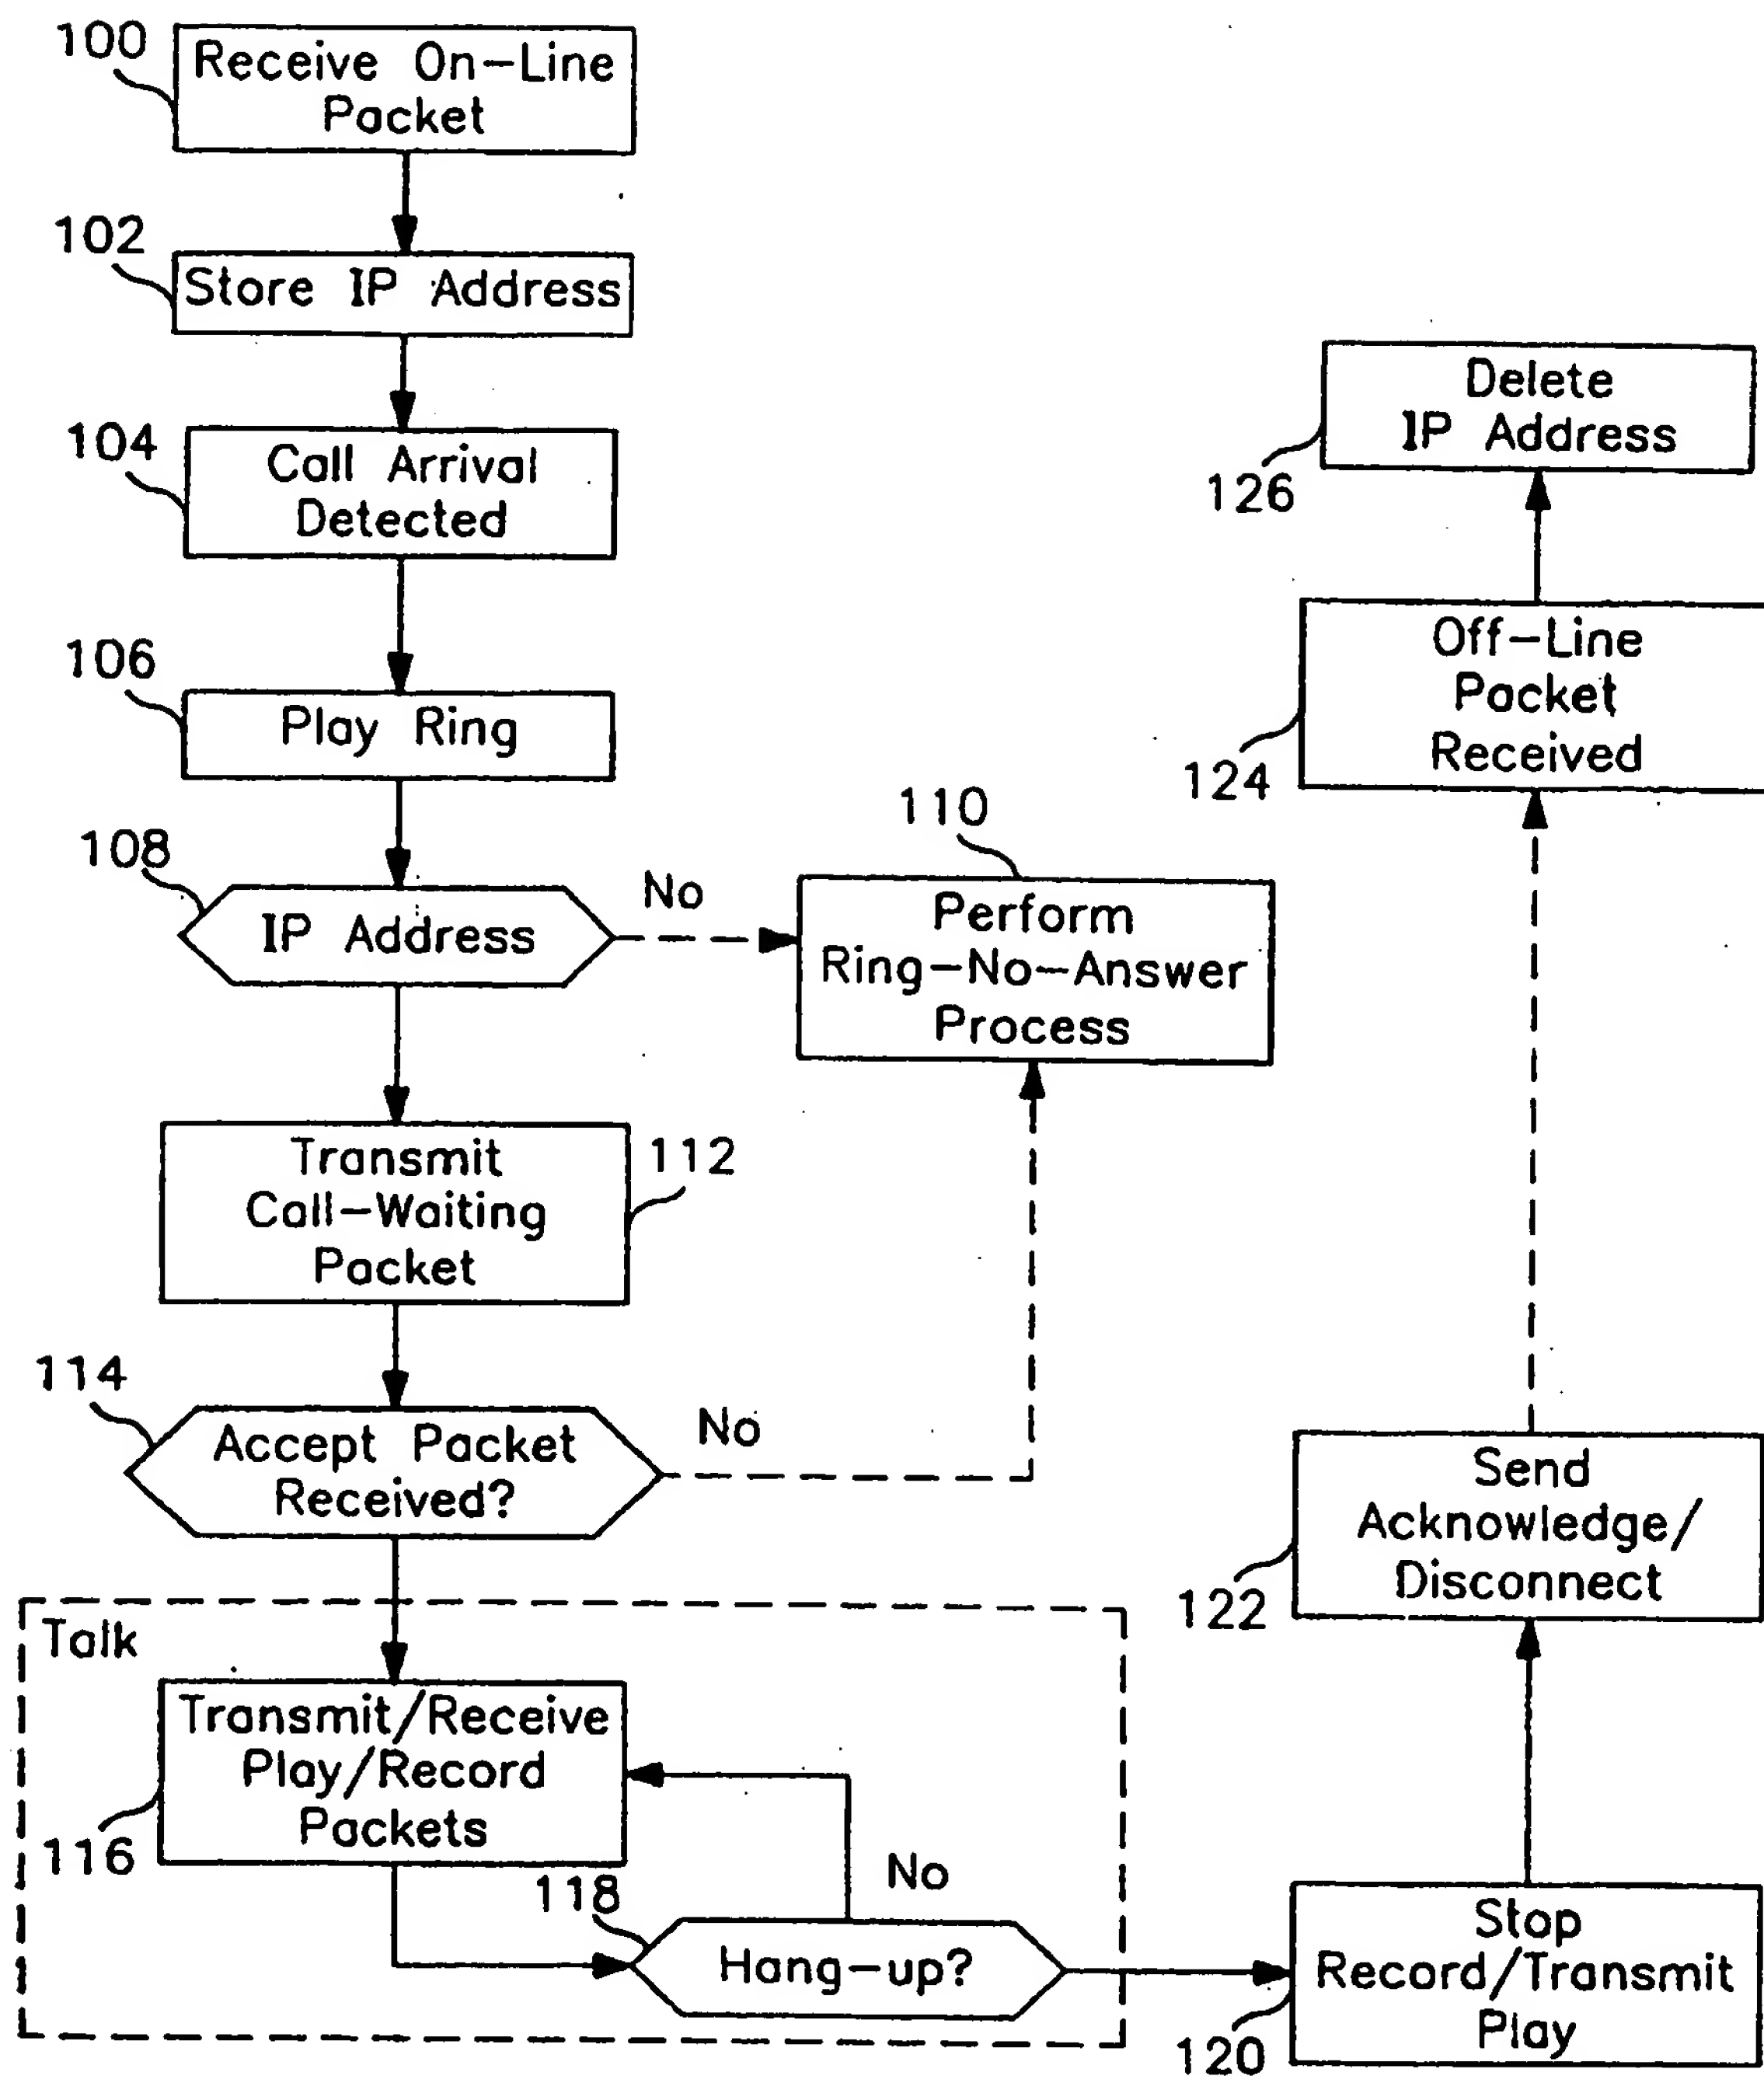 100
Receive On-Line
Packet
102
Store IP Address
104
Call Arrival
Detected
106
Play Ring
108
IP Address
No
110
Perform
Ring-No-Answer
Process
112
Transmit
Call-Waiting
Packet
114
Accept Packet
Received?
No
Talk
116
Transmit/Receive
Play/Record
Packets
118
Hang-up?
No
120
Stop
Record/Transmit
Play
122
Send
Acknowledge/
Disconnect
124
Off-Line
Packet
Received
126
Delete
IP Address